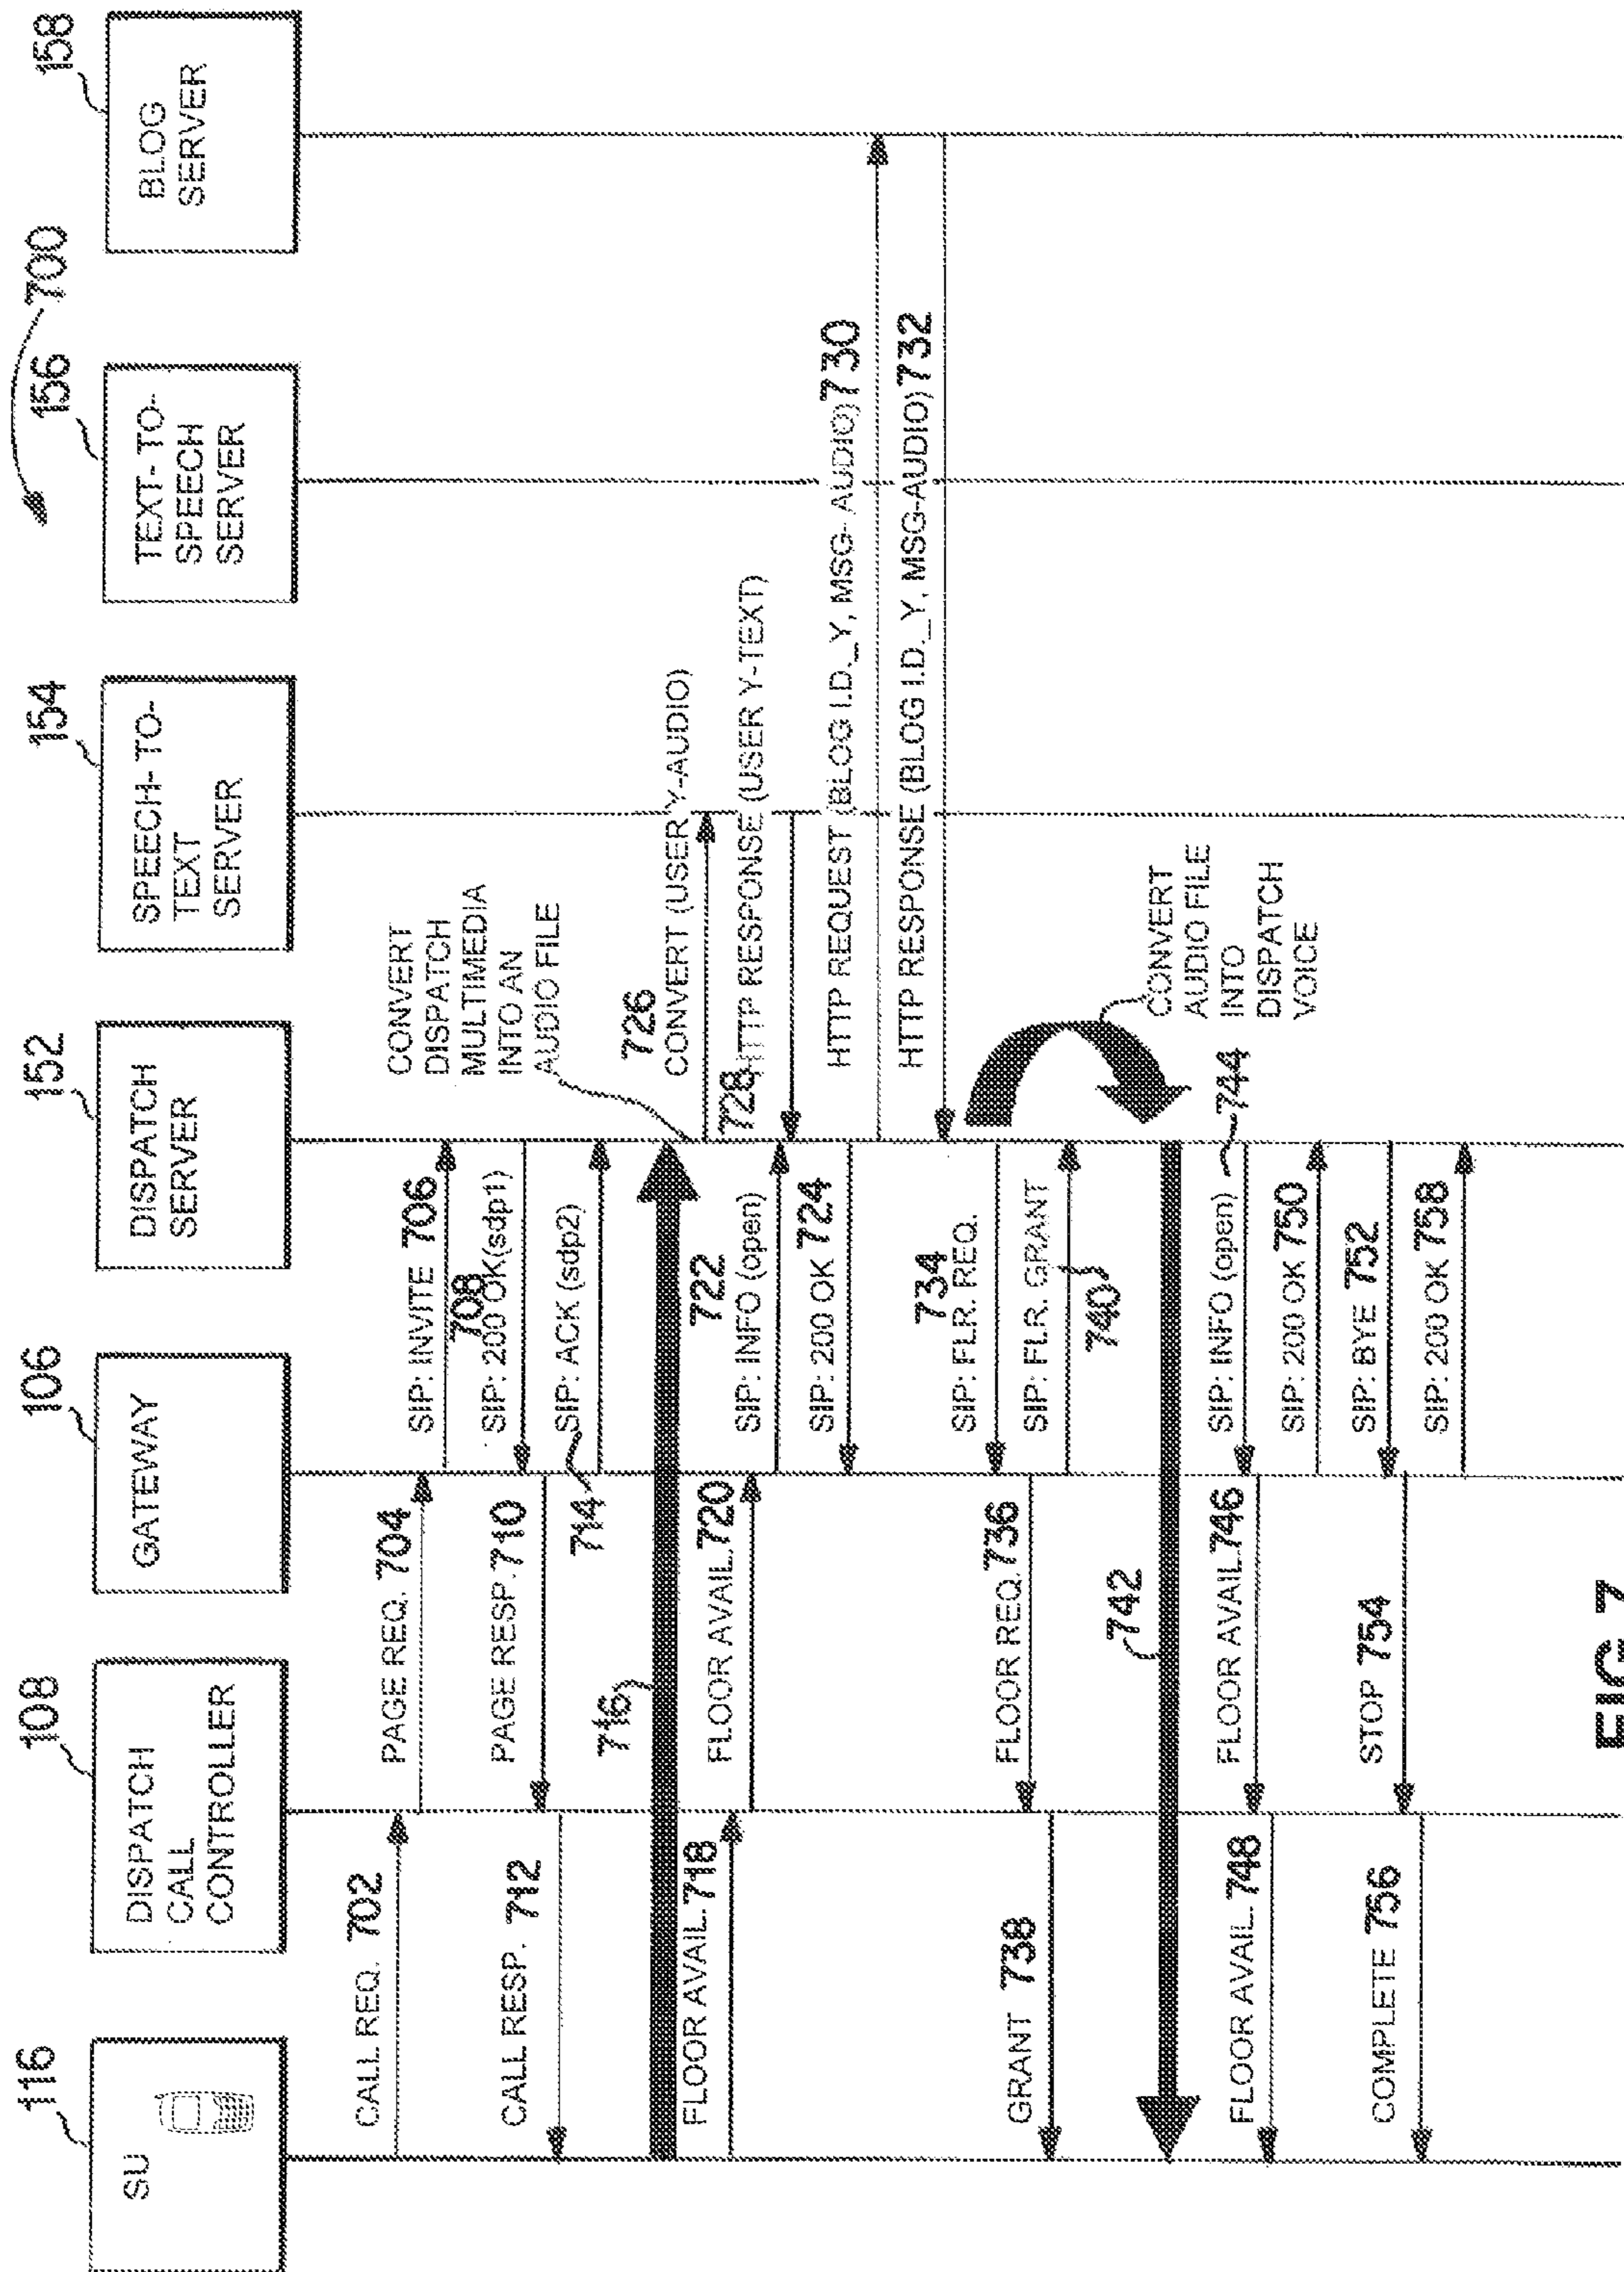 700
116
SU
108
DISPATCH
CALL
CONTROLLER
106
GATEWAY
152
DISPATCH
SERVER
154
SPEECH- TO-
TEXT
SERVER
156
TEXT- TO-
SPEECH
SERVER
158
BLOG
SERVER
CALL REQ. 702
PAGE REQ. 704
SIP: INVITE 706
708
SIP: 200 OK(sdp1)
PAGE RESP. 710
CALL RESP. 712
SIP: ACK (sdp2)
714
716
CONVERT
DISPATCH
MULTIMEDIA
INTO AN
AUDIO FILE
FLOOR AVAIL. 718
FLOOR AVAIL. 720
722
SIP: INFO (open)
SIP: 200 OK 724
726
CONVERT (USER Y-AUDIO)
728
HTTP RESPONSE (USER Y-TEXT)
HTTP REQUEST (BLOG I.D._Y, MSG- AUDIO) 730
HTTP RESPONSE (BLOG I.D._Y, MSG-AUDIO) 732
734
SIP: FLR. REQ.
FLOOR REQ. 736
GRANT 738
SIP: FLR. GRANT
740
CONVERT
AUDIO FILE
INTO
DISPATCH
VOICE
742
SIP: INFO (open) 744
FLOOR AVAIL. 746
FLOOR AVAIL. 748
SIP: 200 OK 750
SIP: BYE 752
STOP 754
COMPLETE 756
SIP: 200 OK 758
FIG. 7